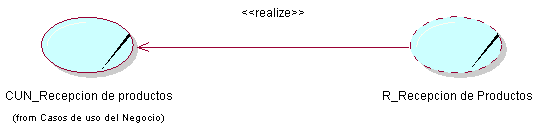 <<realize>>
CUN_Recepcion de productos
R_Recepcion de Productos
(from Casos de uso del Negocio)